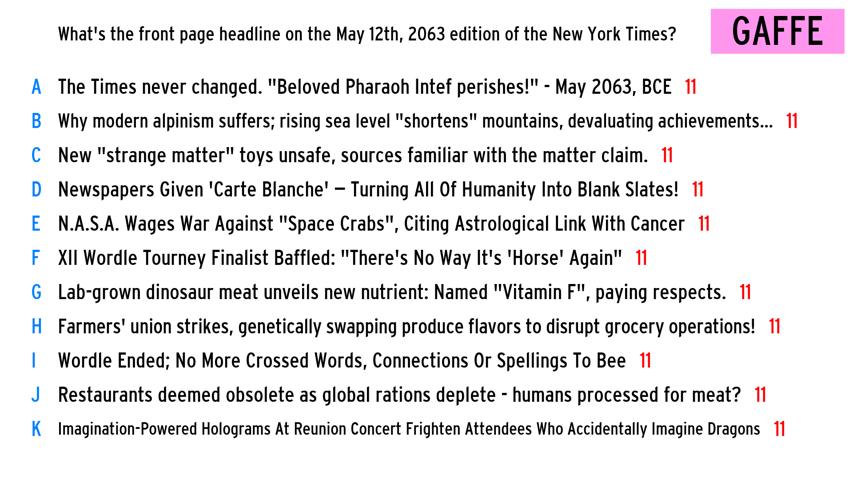 What's the front page headline on the May 12th, 2063 edition of the New York Times?
GAFFE
A The Times never changed. "Beloved Pharaoh Intef perishes!" - May 2063, BCE 11
B Why modern alpinism suffers; rising sea level "shortens" mountains, devaluating achievements... 11
C New "strange matter" toys unsafe, sources familiar with the matter claim. 11
D Newspapers Given 'Carte Blanche' – Turning All Of Humanity Into Blank Slates! 11
E N.A.S.A. Wages War Against "Space Crabs", Citing Astrological Link With Cancer 11
F XII Wordle Tourney Finalist Baffled: "There's No Way It's 'Horse' Again" 11
G Lab-grown dinosaur meat unveils new nutrient: Named "Vitamin F", paying respects. 11
H Farmers' union strikes, genetically swapping produce flavors to disrupt grocery operations! 11
I Wordle Ended; No More Crossed Words, Connections Or Spellings To Bee 11
J Restaurants deemed obsolete as global rations deplete - humans processed for meat? 11
K Imagination-Powered Holograms At Reunion Concert Frighten Attendees Who Accidentally Imagine Dragons 11